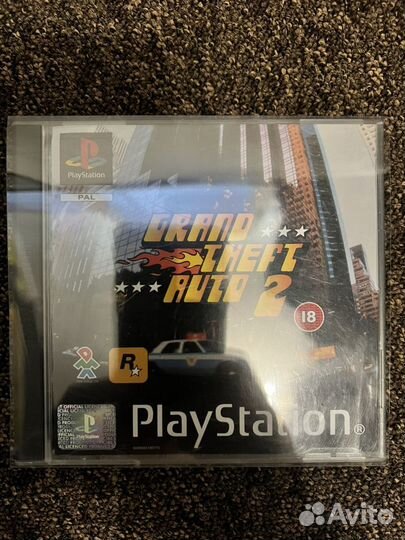 PlayStation
PAL
GRAND
THEFT
AUTO 2
18
R
PlayStation®
Avito